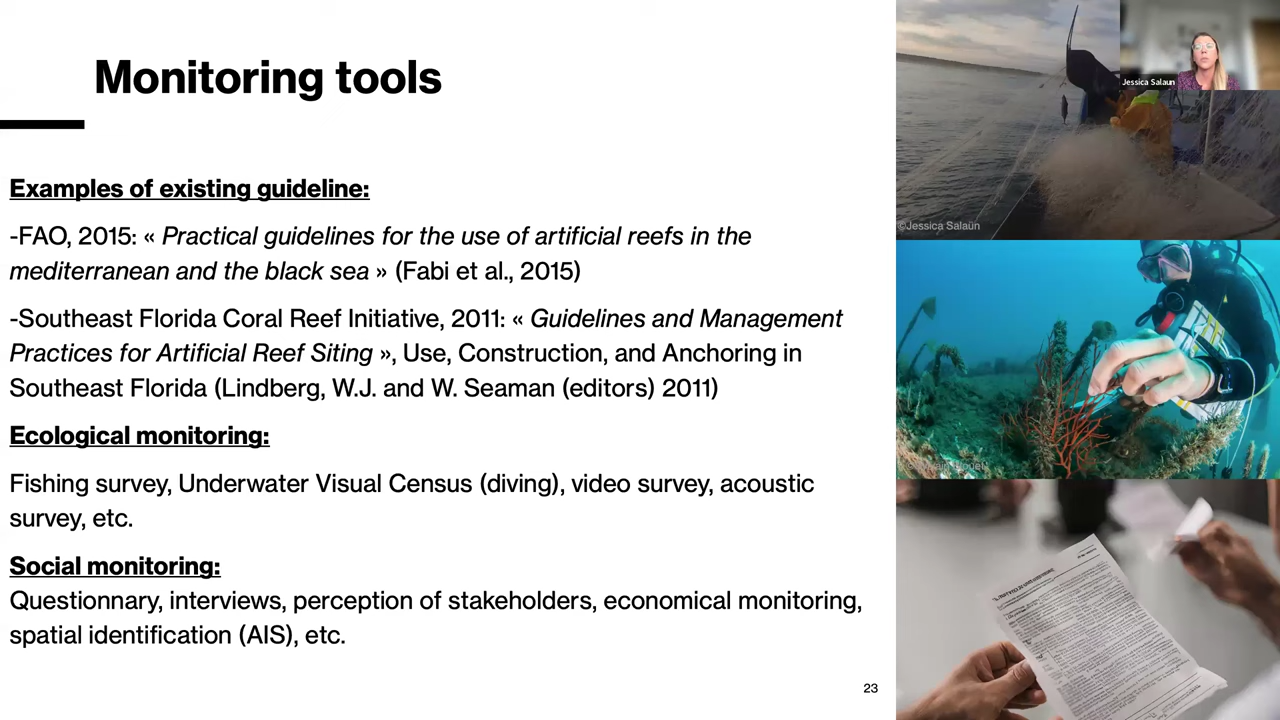 Monitoring tools
Examples of existing guideline:
-FAO, 2015: « Practical guidelines for the use of artificial reefs in the
mediterranean and the black sea » (Fabi et al., 2015)
-Southeast Florida Coral Reef Initiative, 2011: « Guidelines and Management
Practices for Artificial Reef Siting », Use, Construction, and Anchoring in
Southeast Florida (Lindberg, W.J. and W. Seaman (editors) 2011)
Ecological monitoring:
Fishing survey, Underwater Visual Census (diving), video survey, acoustic
survey, etc.
Social monitoring:
Questionnary, interviews, perception of stakeholders, economical monitoring,
spatial identification (AIS), etc.
23
Jessica Salaun
©Jessica Salaün